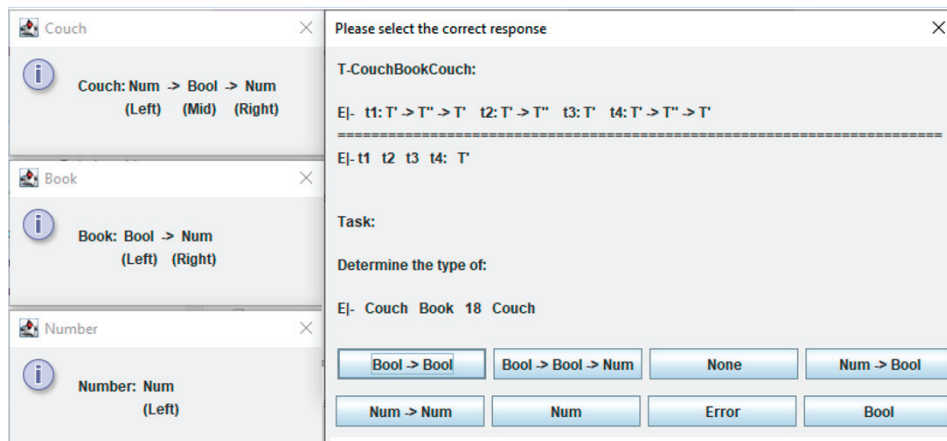 Couch
Couch: Num -> Bool -> Num
(Left) (Mid) (Right)
Book
Book: Bool -> Num
(Left) (Right)
Number
Number: Num
(Left)
Please select the correct response
T-CouchBookCouch:
E|- t1: T' -> T'' -> T' t2: T' -> T'' t3: T' t4: T' -> T'' -> T'
E|- t1 t2 t3 t4: T'
Task:
Determine the type of:
E|- Couch Book 18 Couch
Bool -> Bool
Bool -> Bool -> Num
None
Num -> Bool
Num -> Num
Num
Error
Bool